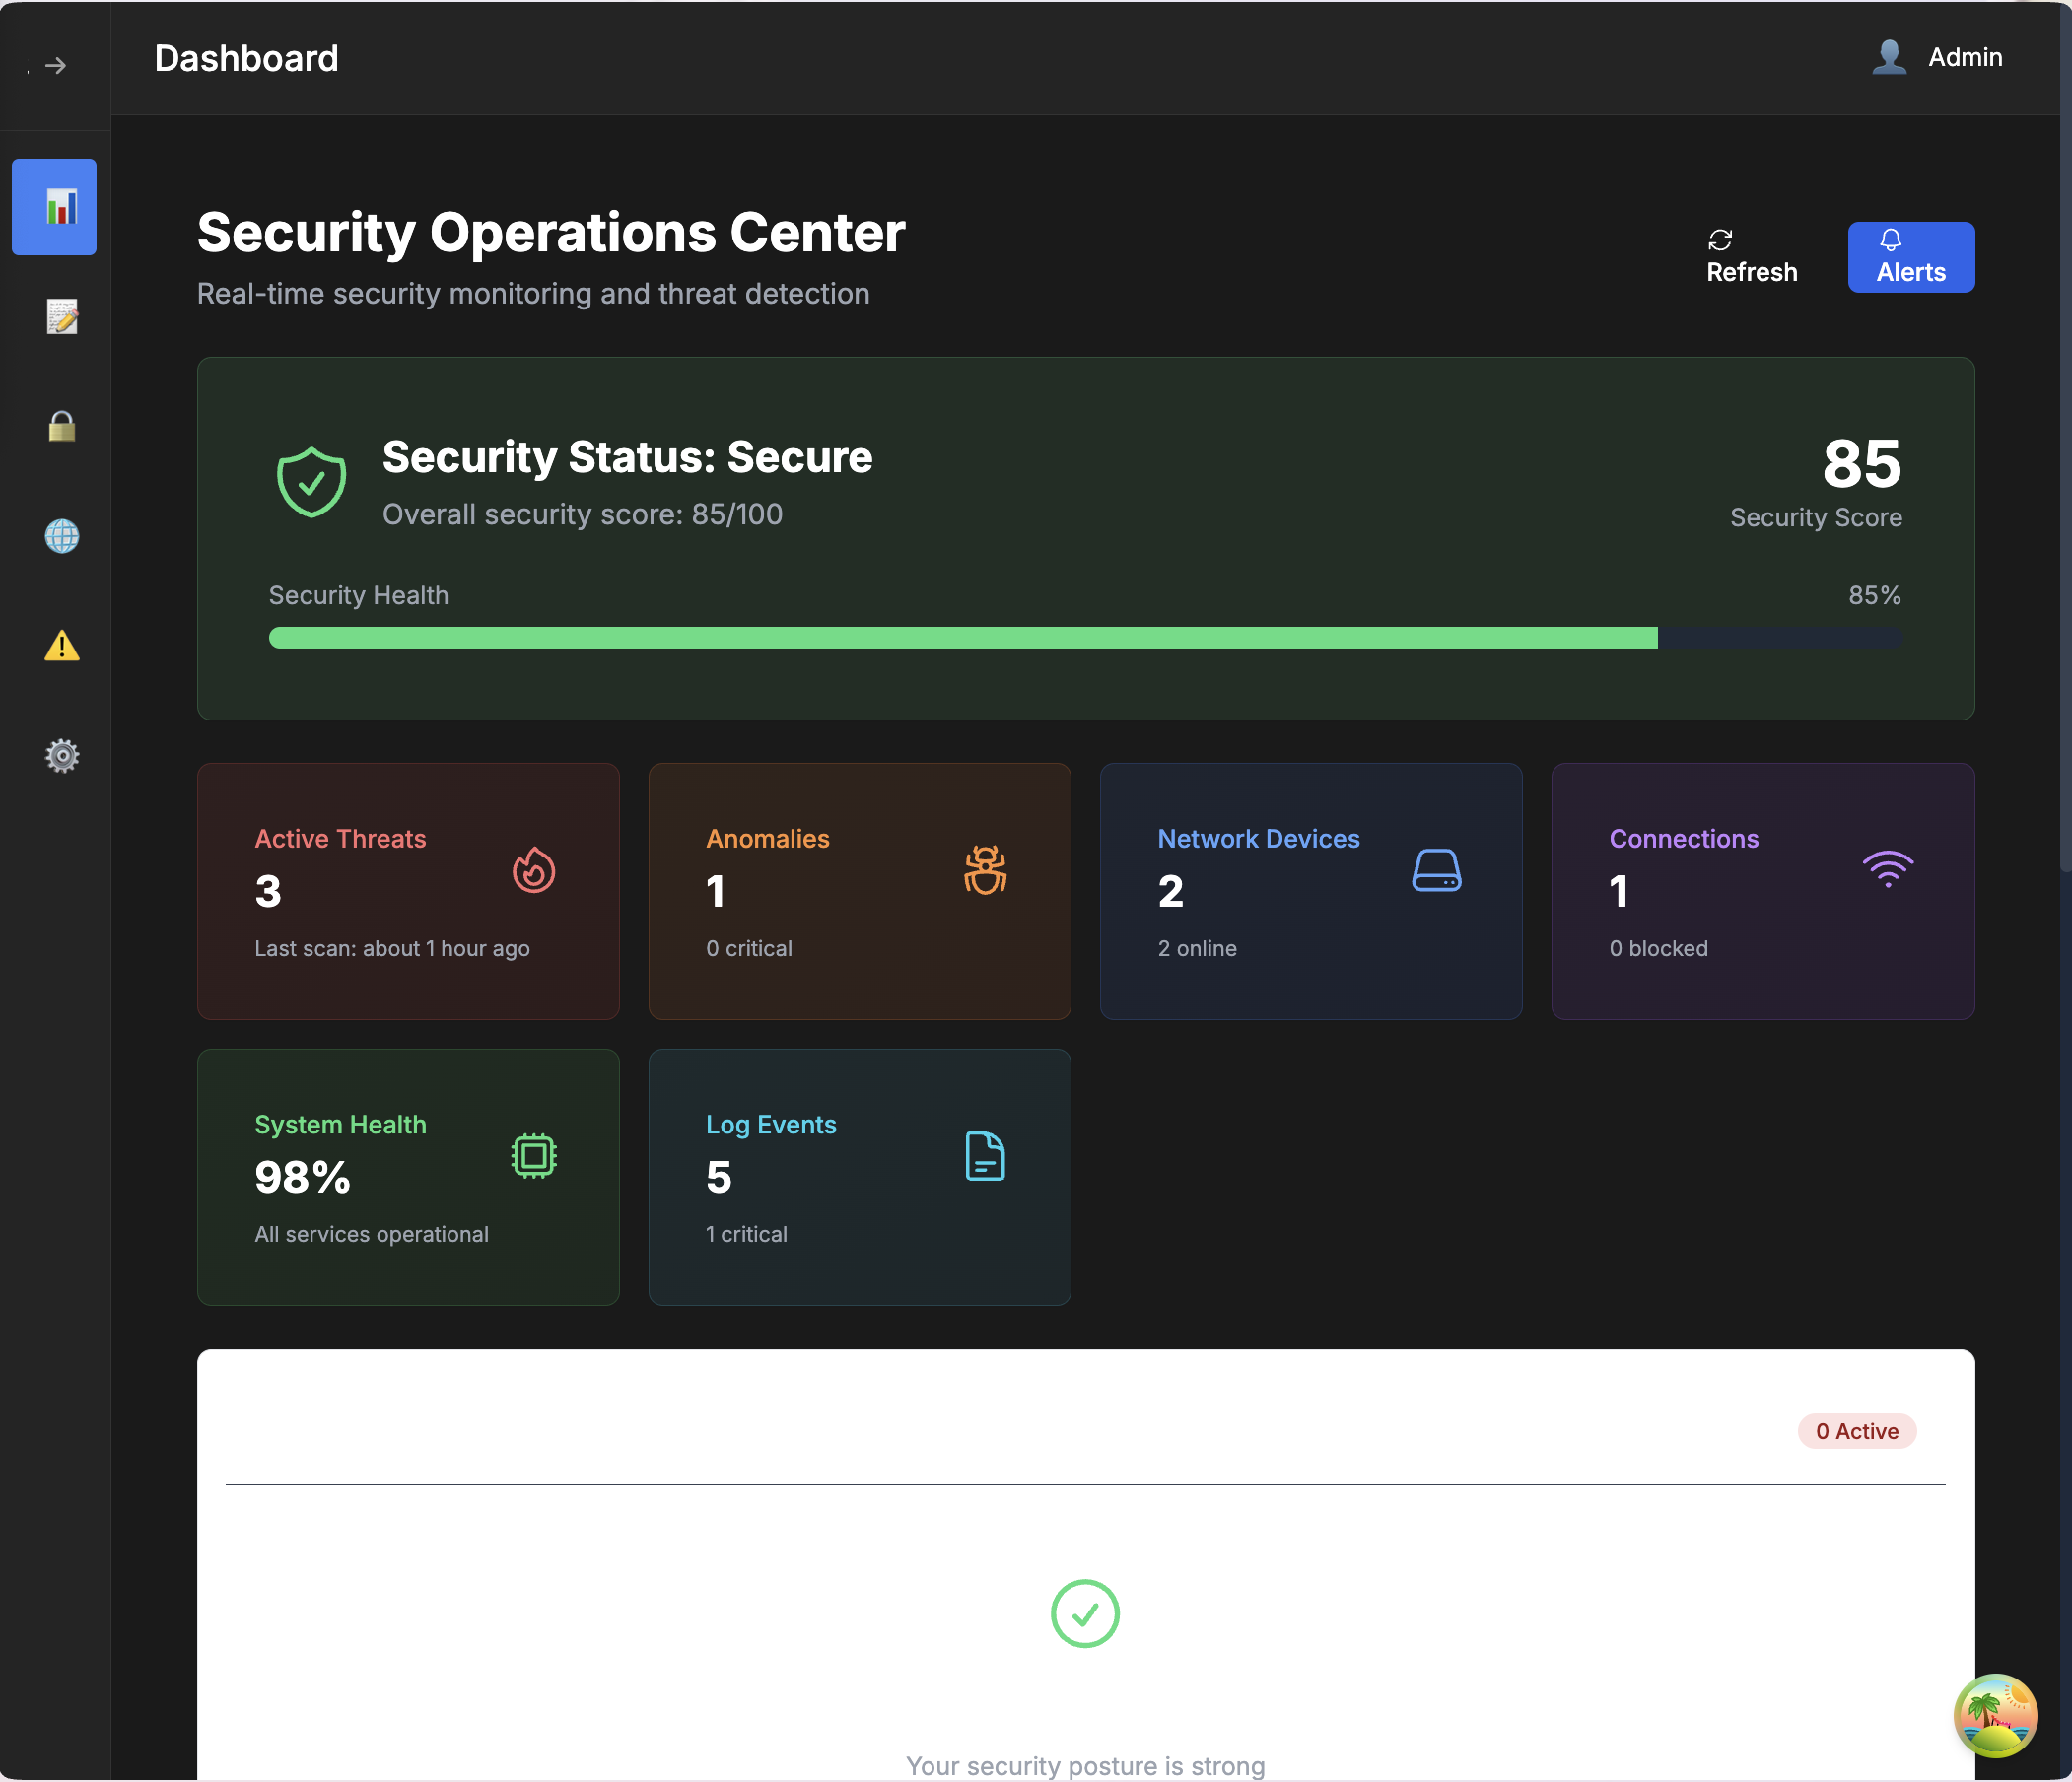 Dashboard
Admin
Security Operations Center
Real-time security monitoring and threat detection
Refresh
Alerts
Security Status: Secure
Overall security score: 85/100
85
Security Score
Security Health
85%
Active Threats
3
Last scan: about 1 hour ago
Anomalies
1
0 critical
Network Devices
2
2 online
Connections
1
0 blocked
System Health
98%
All services operational
Log Events
5
1 critical
0 Active
Your security posture is strong